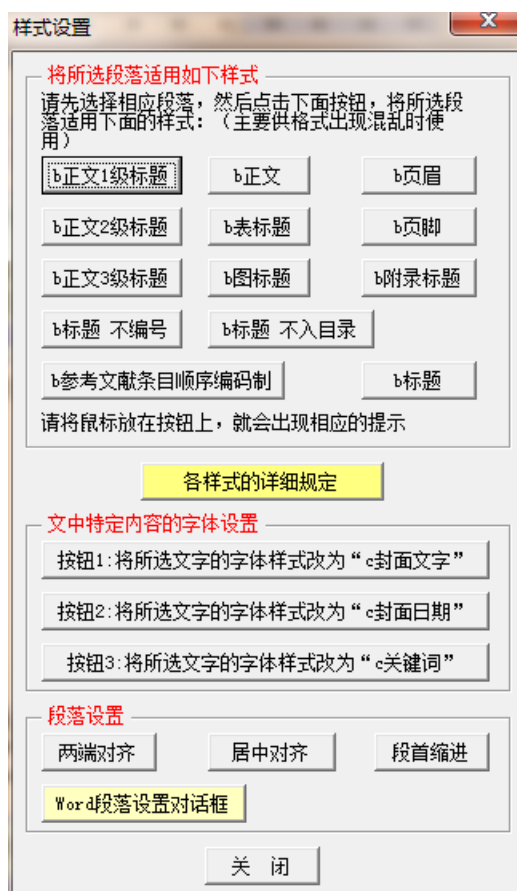 样式设置
将所选段落适用如下样式
请先选择相应段落，然后点击下面按钮，将所选段
落适用下面的样式：（主要供格式出现混乱时使
用）
b正文1级标题 b正文 b页眉
b正文2级标题 b表标题 b页脚
b正文3级标题 b图标题 b附录标题
b标题 不编号 b标题 不入目录
b参考文献条目顺序编码制 b标题
请将鼠标放在按钮上，就会出现相应的提示
各样式的详细规定
文中特定内容的字体设置
按钮1:将所选文字的字体样式改为“c封面文字”
按钮2:将所选文字的字体样式改为“c封面日期”
按钮3:将所选文字的字体样式改为“c关键词”
段落设置
两端对齐 居中对齐 段首缩进
Word段落设置对话框
关 闭